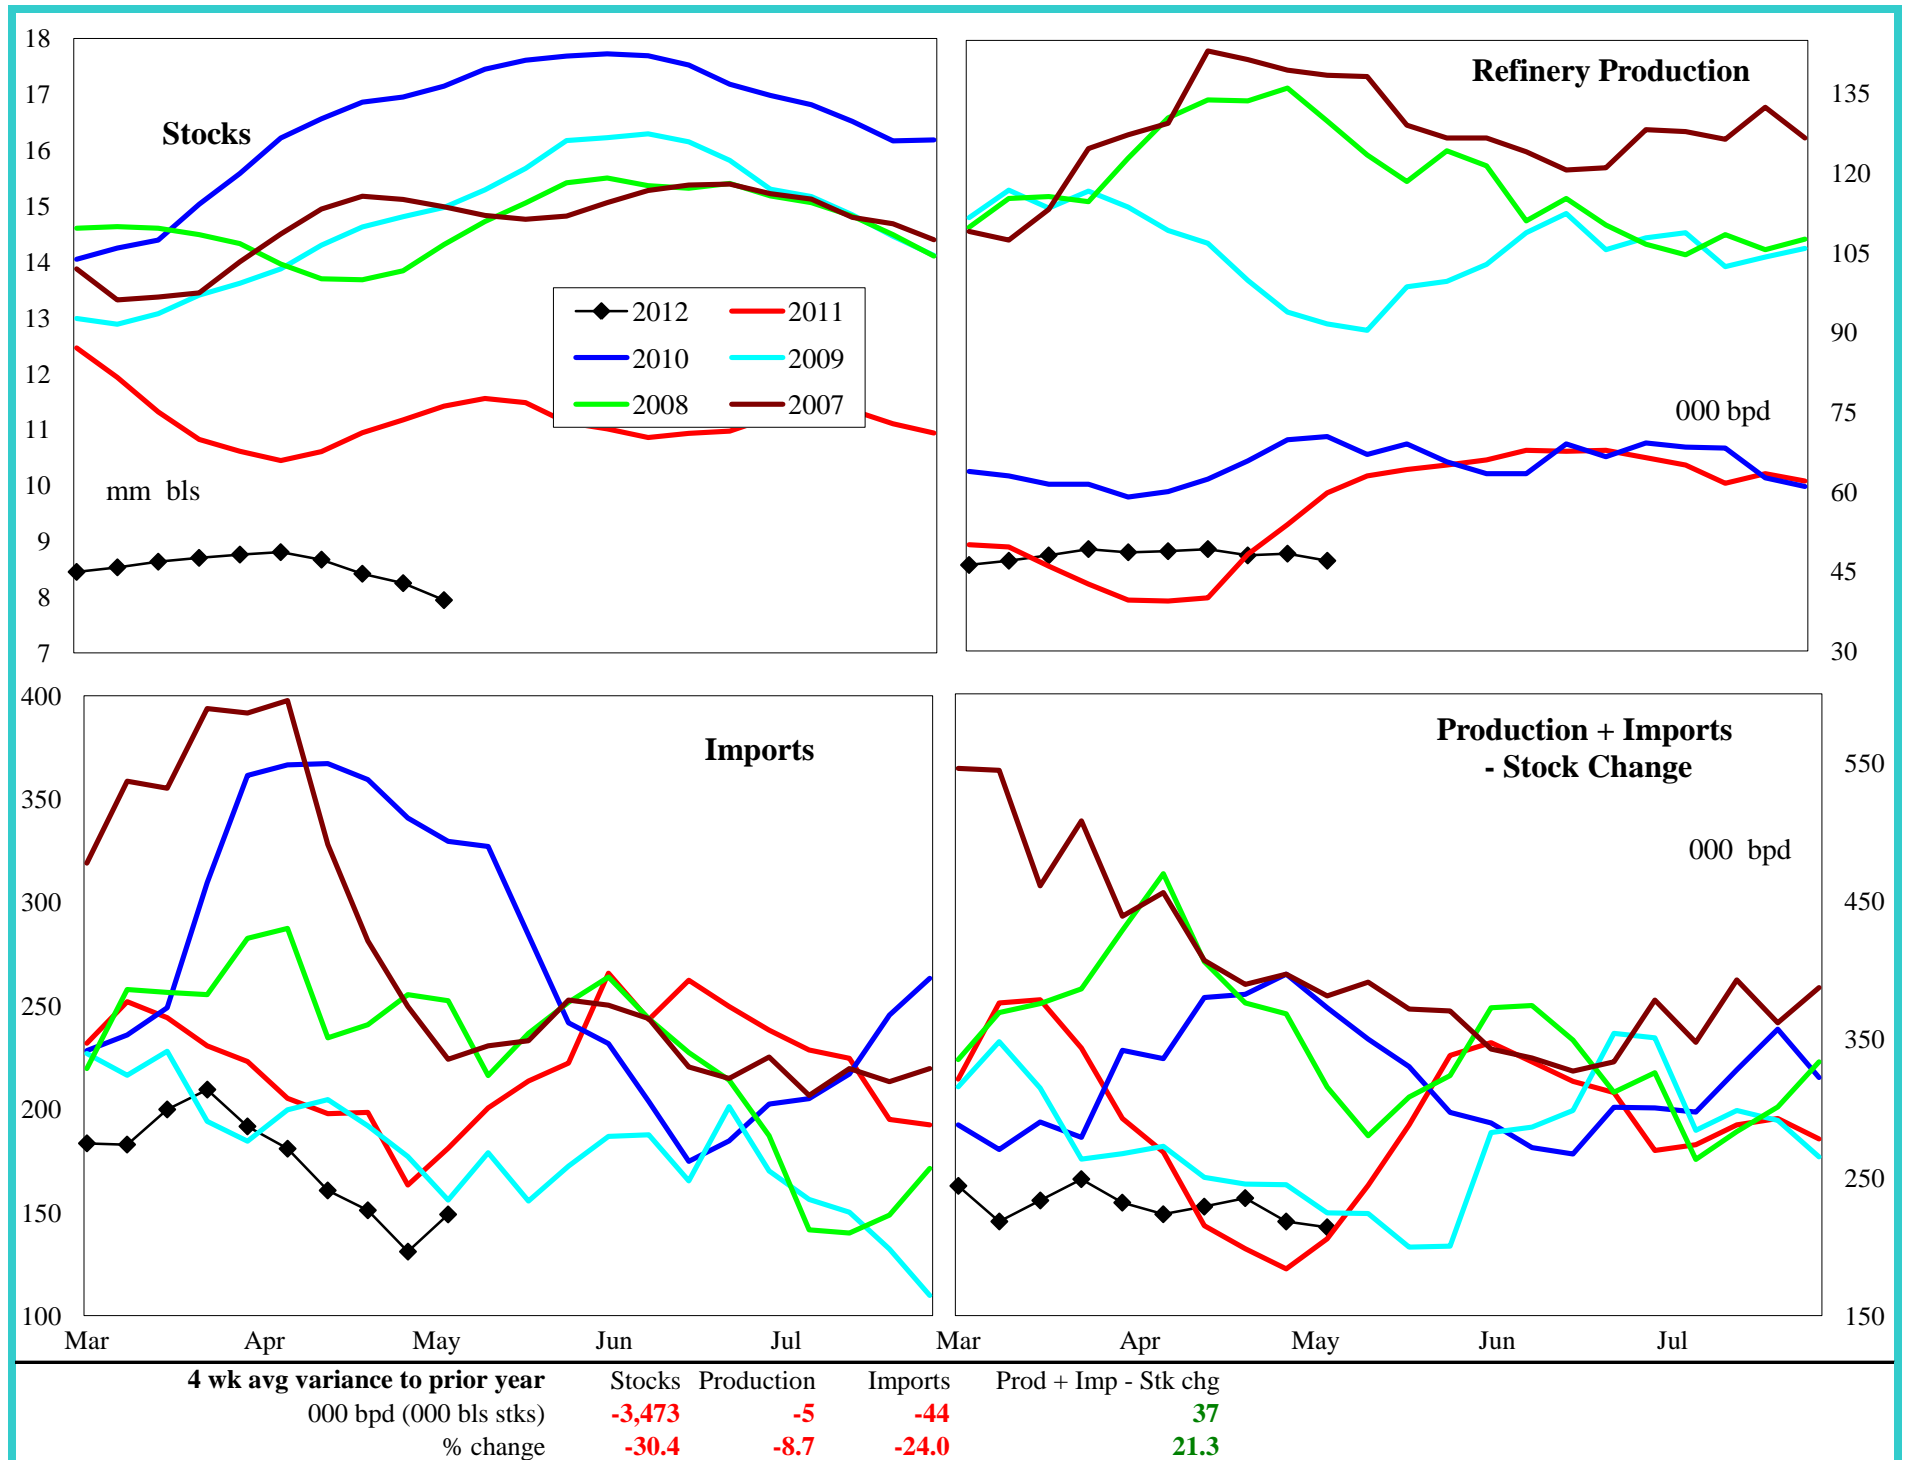 18
17
16
15
14
13
12
11
10
9
8
7
Stocks
mm bls
2012 2011
2010 2009
2008 2007
Refinery Production
000 bpd
135
120
105
90
75
60
45
30
400
350
300
250
200
150
100
Imports
Mar Apr May Jun Jul
Production + Imports
- Stock Change
000 bpd
550
450
350
250
150
Mar Apr May Jun Jul
4 wk avg variance to prior year Stocks Production Imports Prod + Imp - Stk chg
000 bpd (000 bls stks) -3,473 -5 -44 37
% change -30.4 -8.7 -24.0 21.3